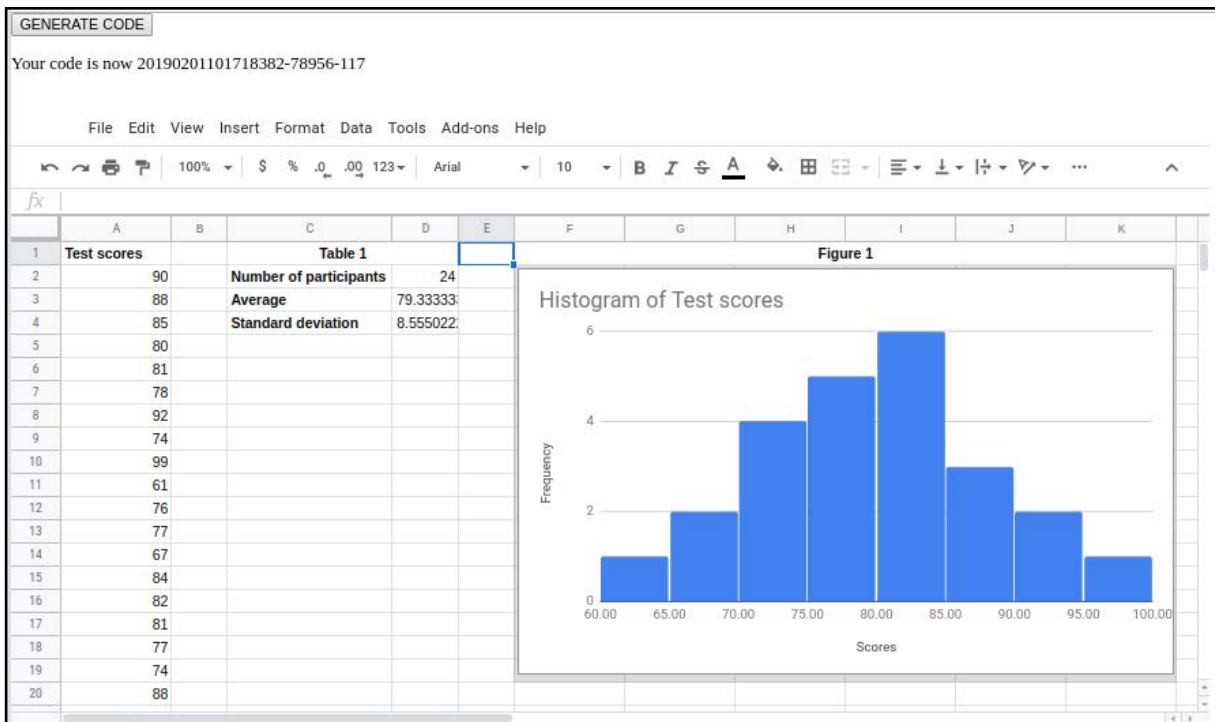 GENERATE CODE
Your code is now 20190201101718382-78956-117
File Edit View Insert Format Data Tools Add-ons Help
100% $ % .0 .00 123 Arial 10 B I S A ...
fx
A B C D E F G H I J K
1 Test scores Table 1 Figure 1
2 90 Number of participants 24
3 88 Average 79.33333
4 85 Standard deviation 8.555022
5 80
6 81
7 78
8 92
9 74
10 99
11 61
12 76
13 77
14 67
15 84
16 82
17 81
18 77
19 74
20 88
Histogram of Test scores
6
4
2
0
Frequency
60.00 65.00 70.00 75.00 80.00 85.00 90.00 95.00 100.00
Scores